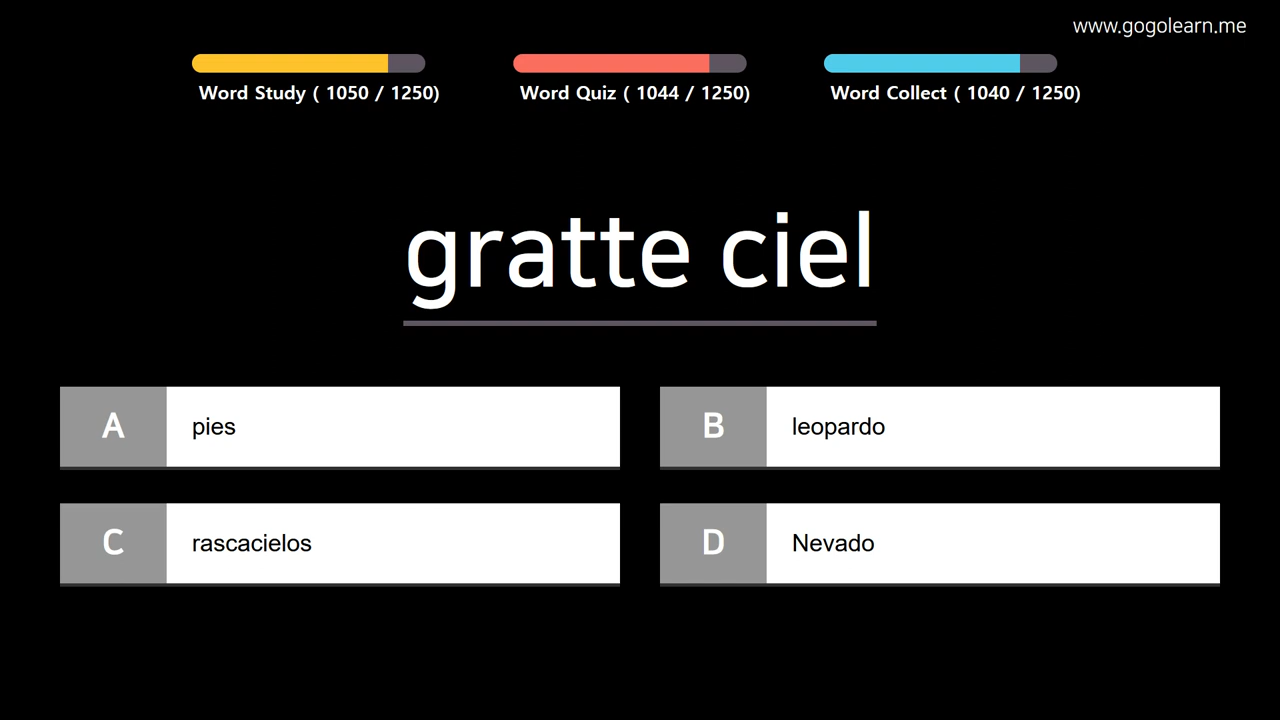 www.gogolearn.me
Word Study ( 1050 / 1250)
Word Quiz ( 1044 / 1250)
Word Collect ( 1040 / 1250)
gratte ciel
A pies
B leopardo
C rascacielos
D Nevado